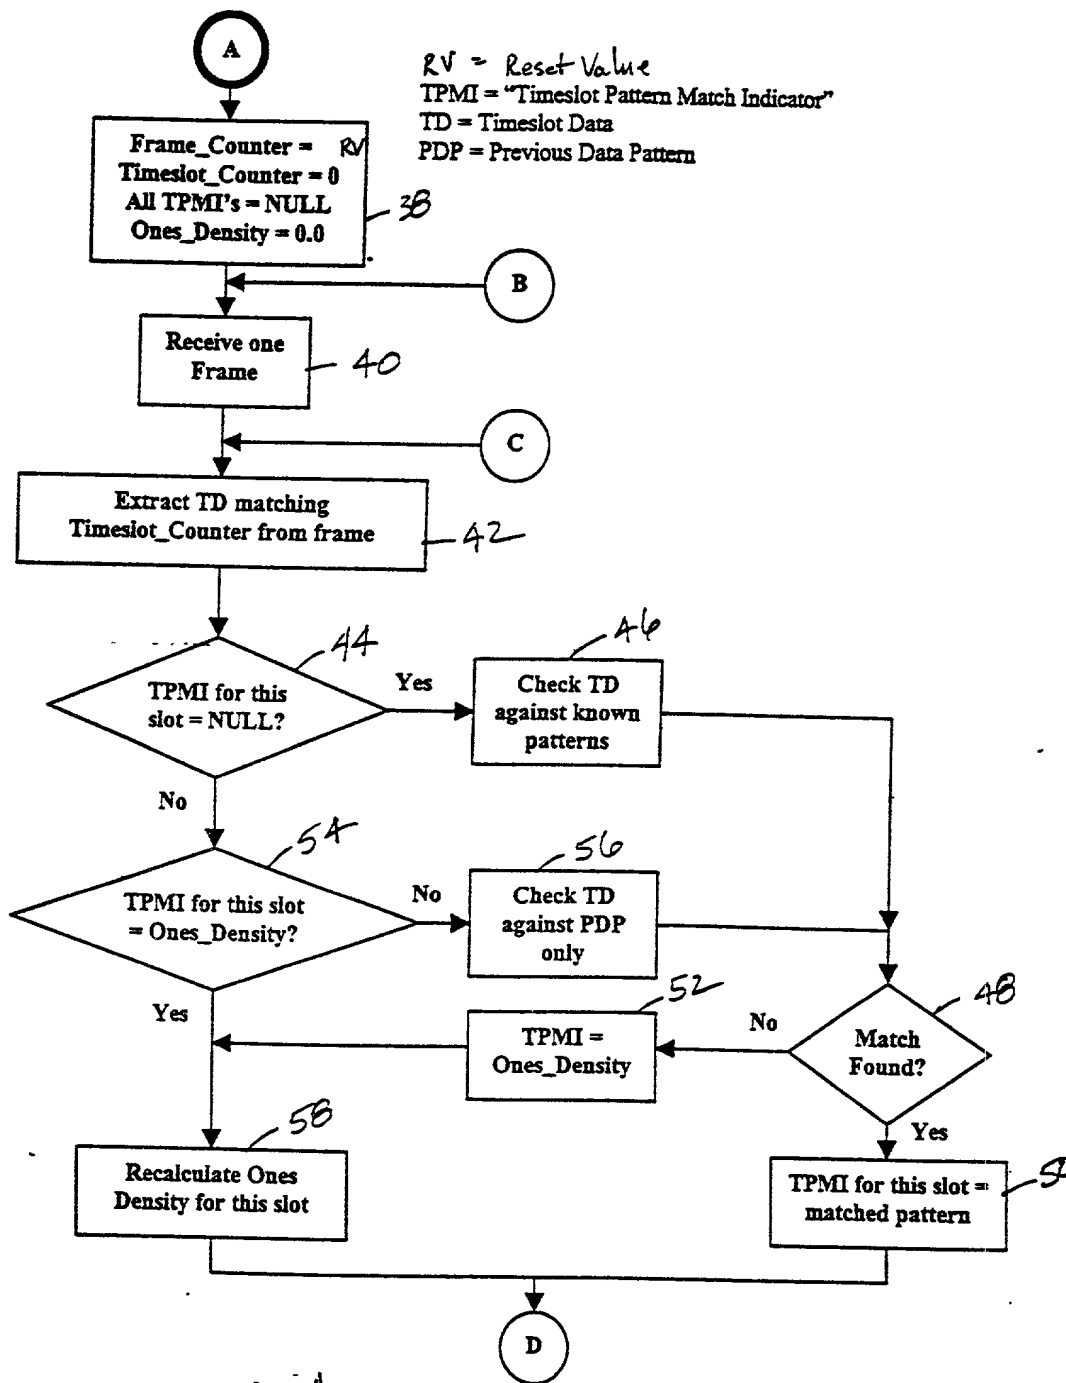 A
RV = Reset Value
TPMI = "Timeslot Pattern Match Indicator"
TD = Timeslot Data
PDP = Previous Data Pattern
Frame_Counter = RV
Timeslot_Counter = 0
All TPMI's = NULL
Ones_Density = 0.0
38
B
Receive one
Frame
40
C
Extract TD matching
Timeslot_Counter from frame
42
44
TPMI for this
slot = NULL?
Yes
46
Check TD
against known
patterns
No
54
TPMI for this slot
= Ones_Density?
No
56
Check TD
against PDP
only
Yes
52
TPMI =
Ones_Density
No
48
Match
Found?
Yes
58
Recalculate Ones
Density for this slot
TPMI for this slot =
matched pattern
D